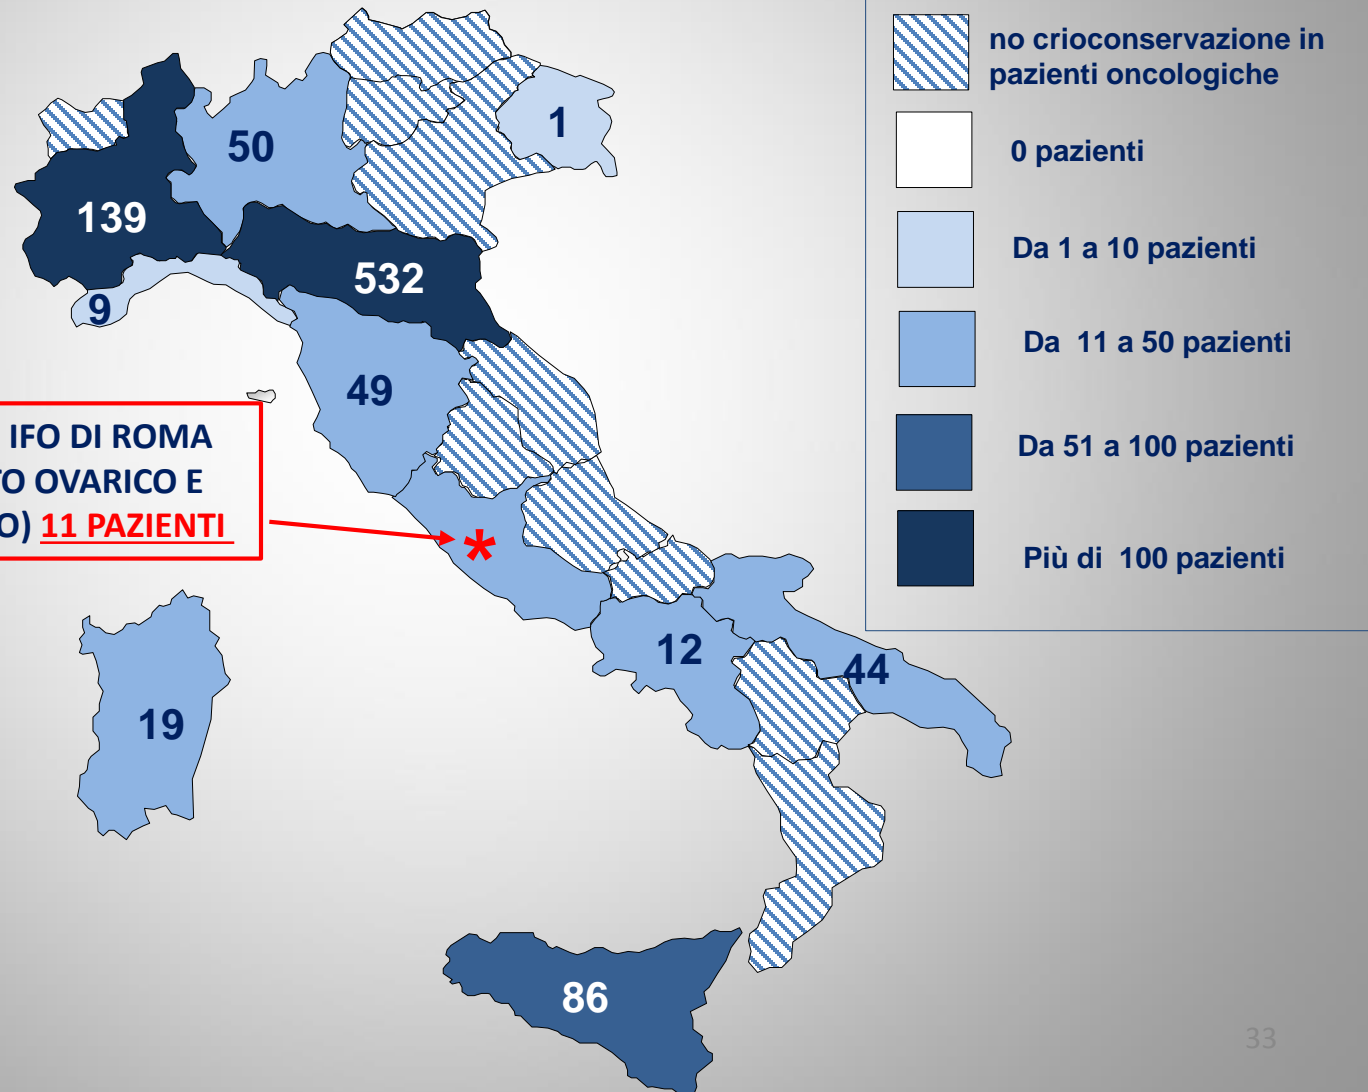 no crioconservazione in
pazienti oncologiche
0 pazienti
Da 1 a 10 pazienti
Da 11 a 50 pazienti
Da 51 a 100 pazienti
Più di 100 pazienti
1
50
139
532
9
49
IFO DI ROMA
TO OVARICO E
O) 11 PAZIENTI
*
12
44
19
86
33